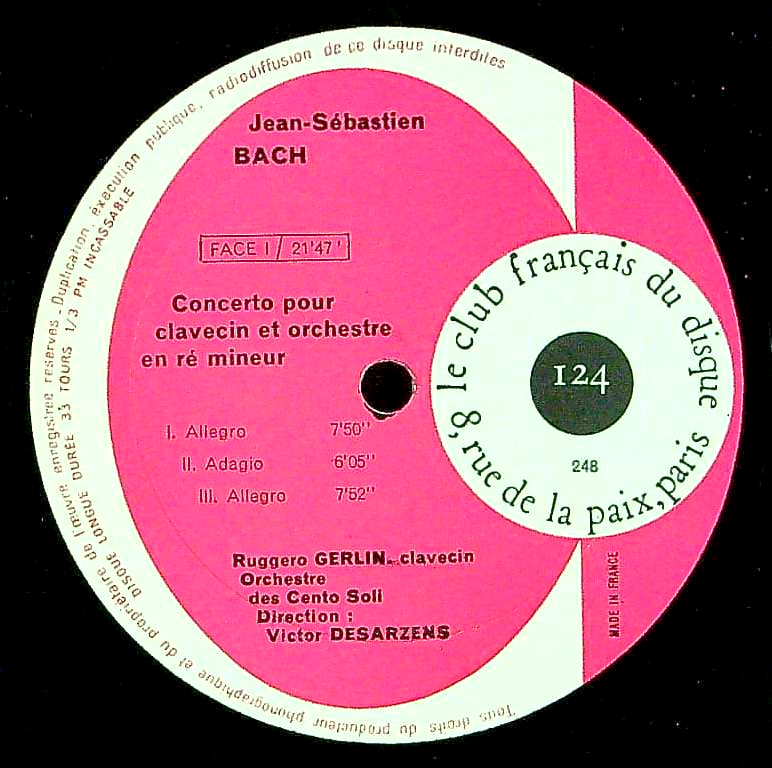 Jean-Sébastien
BACH
FACE I / 21'47'
Concerto pour
clavecin et orchestre
en ré mineur
I. Allegro 7'50"
II. Adagio 6'05"
III. Allegro 7'52"
Ruggero GERLIN, clavecin
Orchestre
des Cento Soli
Direction :
Victor DESARZENS
le club français du disque
8, rue de la paix, paris
124
248
MADE IN FRANCE
Tous droits du producteur phonographique et du propriétaire de l'œuvre enregistrée réservés - Duplication, éxécution publique, radiodiffusion de ce disque interdites
DISQUE LONGUE DURÉE 33 TOURS 1/3 PM INCASSABLE